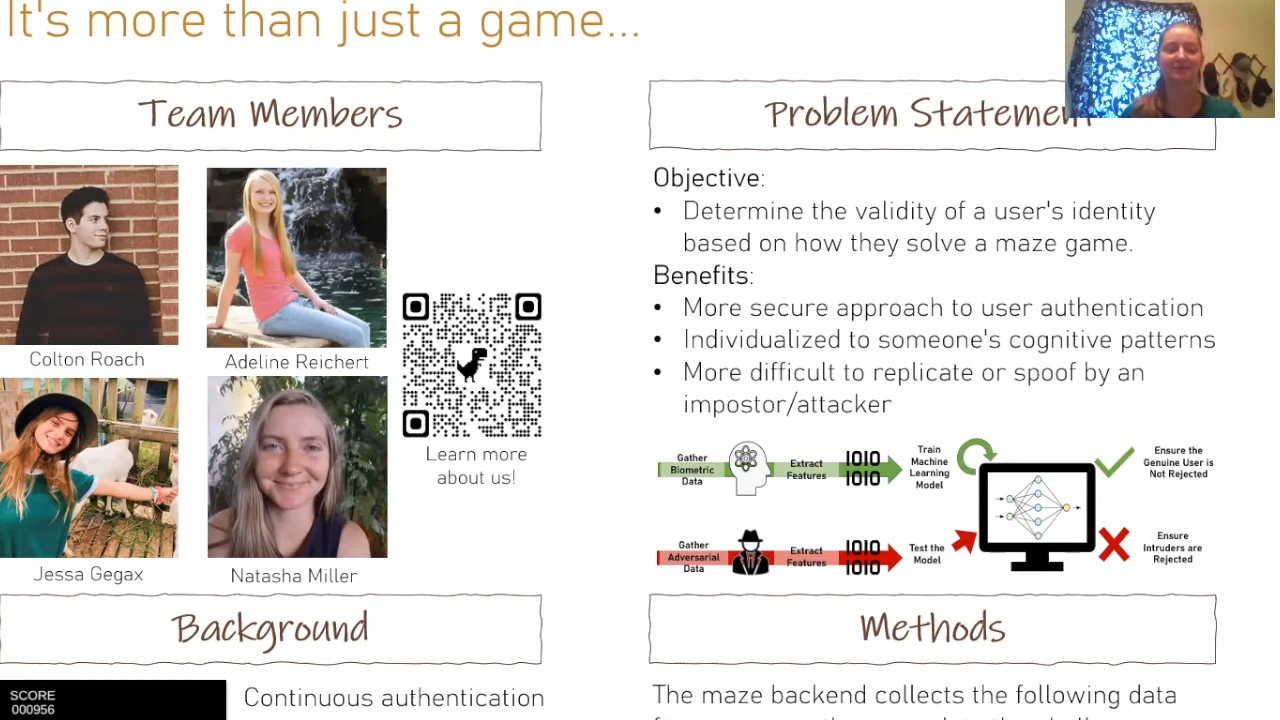 It's more than just a game...
Team Members
Colton Roach
Adeline Reichert
Learn more
about us!
Jessa Gegax
Natasha Miller
Background
SCORE
000956
Continuous authentication
Problem Statement
Objective:
• Determine the validity of a user's identity
based on how they solve a maze game.
Benefits:
• More secure approach to user authentication
• Individualized to someone's cognitive patterns
• More difficult to replicate or spoof by an
impostor/attacker
Gather
Biometric
Data
Extract
Features
1010
1010
Train
Machine
Learning
Model
Ensure the
Genuine User is
Not Rejected
Gather
Adversarial
Data
Extract
Features
1010
1010
Test the
Model
Ensure
Intruders are
Rejected
Methods
The maze backend collects the following data